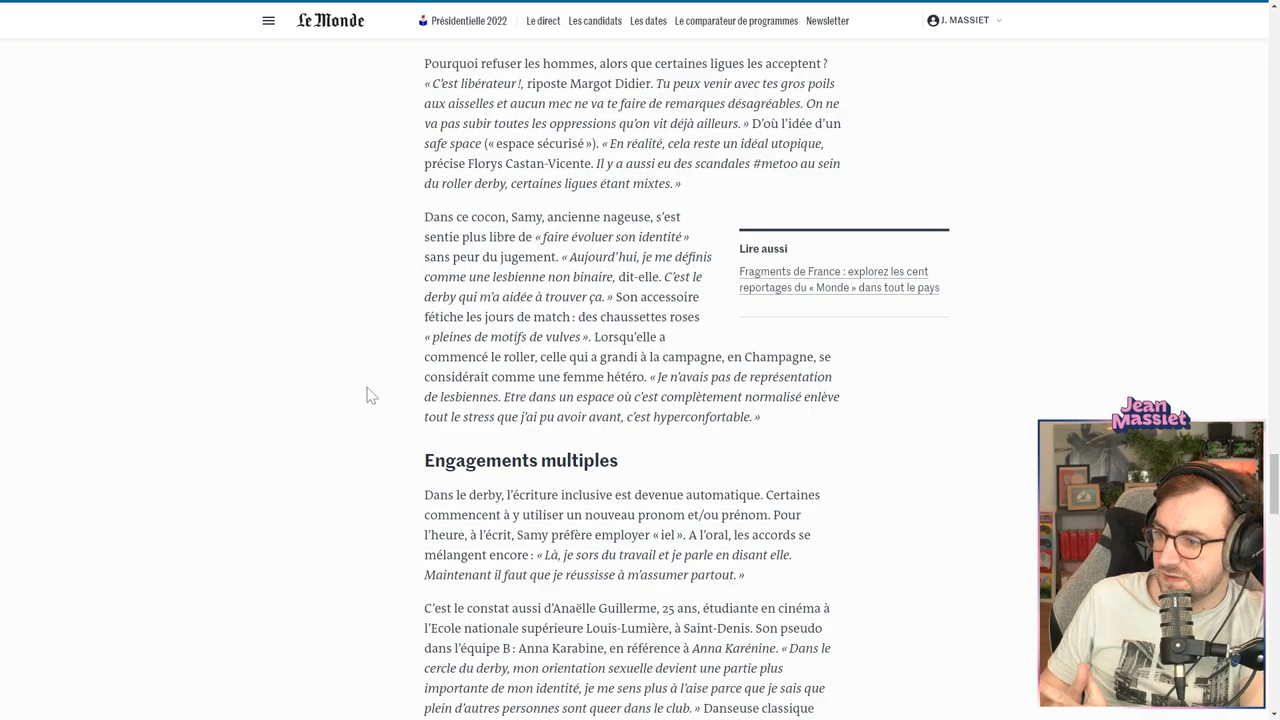 Le Monde
Présidentielle 2022
Le direct
Les candidats
Les dates
Le comparateur de programmes
Newsletter
J. MASSIET
Pourquoi refuser les hommes, alors que certaines ligues les acceptent ?
« C’est libérateur !, riposte Margot Didier. Tu peux venir avec tes gros poils
aux aisselles et aucun mec ne va te faire de remarques désagréables. On ne
va pas subir toutes les oppressions qu’on vit déjà ailleurs. » D’où l’idée d’un
safe space (« espace sécurisé »). « En réalité, cela reste un idéal utopique,
précise Florys Castan-Vicente. Il y a aussi eu des scandales #metoo au sein
du roller derby, certaines ligues étant mixtes. »
Dans ce cocon, Samy, ancienne nageuse, s’est
sentie plus libre de « faire évoluer son identité »
sans peur du jugement. « Aujourd’hui, je me définis
comme une lesbienne non binaire, dit-elle. C’est le
derby qui m’a aidée à trouver ça. » Son accessoire
fétiche les jours de match : des chaussettes roses
« pleines de motifs de vulves ». Lorsqu’elle a
commencé le roller, celle qui a grandi à la campagne, en Champagne, se
considérait comme une femme hétéro. « Je n’avais pas de représentation
de lesbiennes. Etre dans un espace où c’est complètement normalisé enlève
tout le stress que j’ai pu avoir avant, c’est hyperconfortable. »
Lire aussi
Fragments de France : explorez les cent
reportages du « Monde » dans tout le pays
Engagements multiples
Dans le derby, l’écriture inclusive est devenue automatique. Certaines
commencent à y utiliser un nouveau pronom et/ou prénom. Pour
l’heure, à l’écrit, Samy préfère employer « iel ». A l’oral, les accords se
mélangent encore : « Là, je sors du travail et je parle en disant elle.
Maintenant il faut que je réussisse à m’assumer partout. »
C’est le constat aussi d’Anaëlle Guillerme, 25 ans, étudiante en cinéma à
l’Ecole nationale supérieure Louis-Lumière, à Saint-Denis. Son pseudo
dans l’équipe B : Anna Karabine, en référence à Anna Karénine. « Dans le
cercle du derby, mon orientation sexuelle devient une partie plus
importante de mon identité, je me sens plus à l’aise parce que je sais que
plein d’autres personnes sont queer dans le club. » Danseuse classique
Jean
Massiet